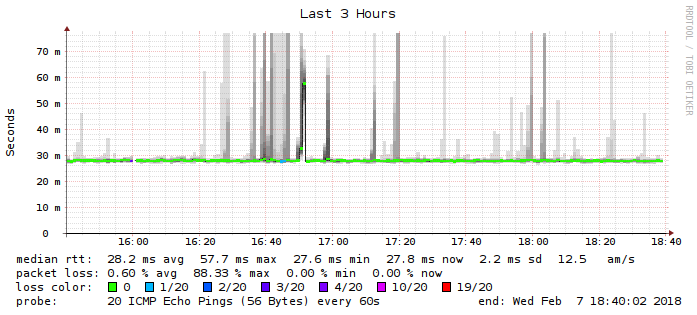 Last 3 Hours
RRDTOOL / TOBI OETIKER
Seconds
70 m
60 m
50 m
40 m
30 m
20 m
10 m
0
16:00 16:20 16:40 17:00 17:20 17:40 18:00 18:20 18:40
median rtt: 28.2 ms avg 57.7 ms max 27.6 ms min 27.8 ms now 2.2 ms sd 12.5 am/s
packet loss: 0.60 % avg 88.33 % max 0.00 % min 0.00 % now
loss color: 0 1/20 2/20 3/20 4/20 10/20 19/20
probe: 20 ICMP Echo Pings (56 Bytes) every 60s end: Wed Feb 7 18:40:02 2018